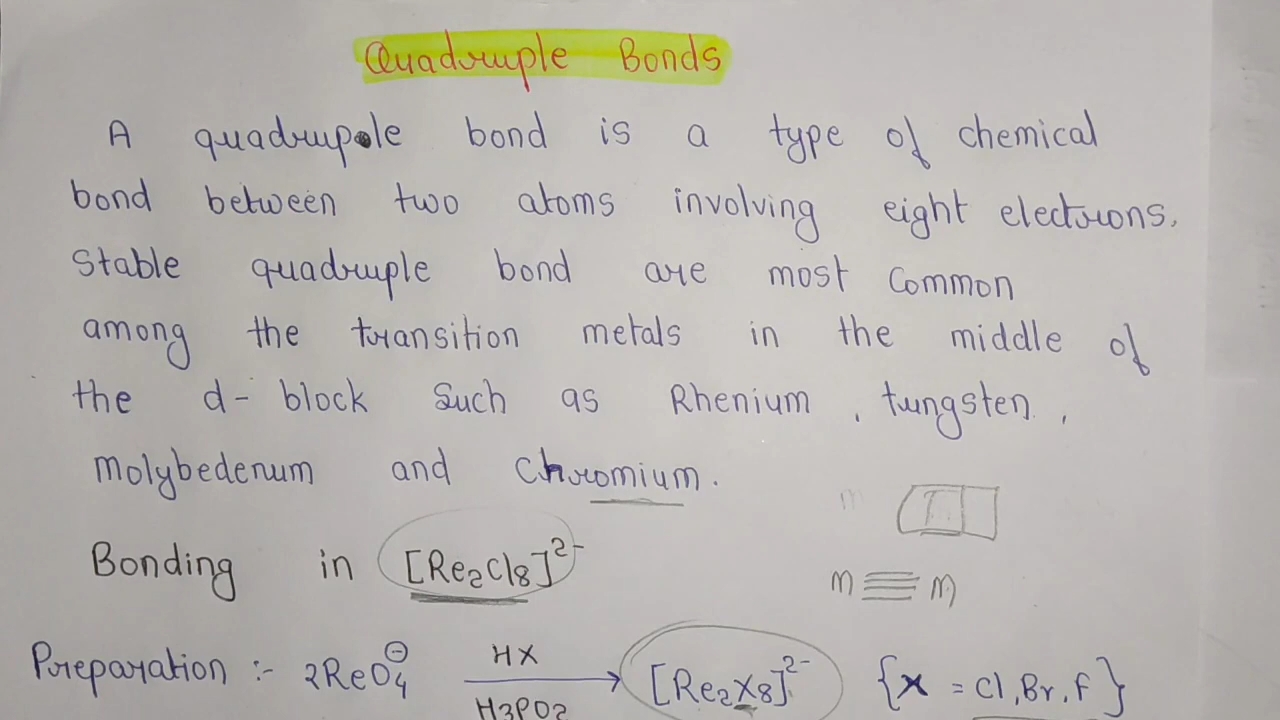 Quadruple Bonds
A quadrupole bond is a type of chemical
bond between two atoms involving eight electrons.
Stable quadruple bond are most Common
among the transition metals in the middle of
the d-block Such as Rhenium, tungsten,
Molybedenum and Chromium.
Bonding in [Re₂Cl₈]²⁻
M ≣ M
Preparation :- 2ReO₄⊖ HX → H3PO2 [Re₂X₈]²⁻ {X = Cl, Br, F}